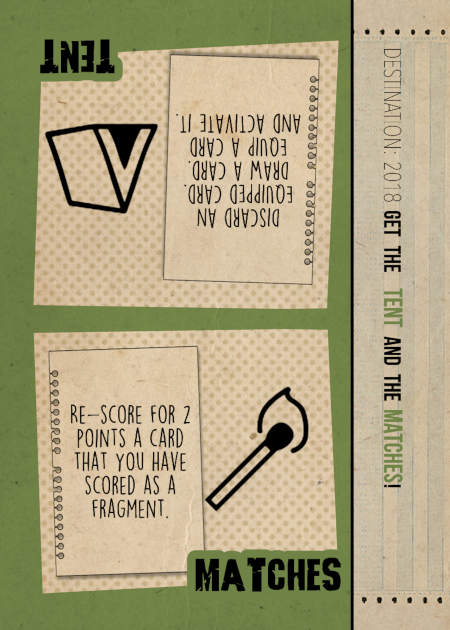 TENT
DISCARD AN
EQUIPPED CARD.
DRAW A CARD.
EQUIP A CARD
AND ACTIVATE IT.
RE-SCORE FOR 2
POINTS A CARD
THAT YOU HAVE
SCORED AS A
FRAGMENT.
MATCHES
DESTINATION: 2018 GET THE TENT AND THE MATCHES!